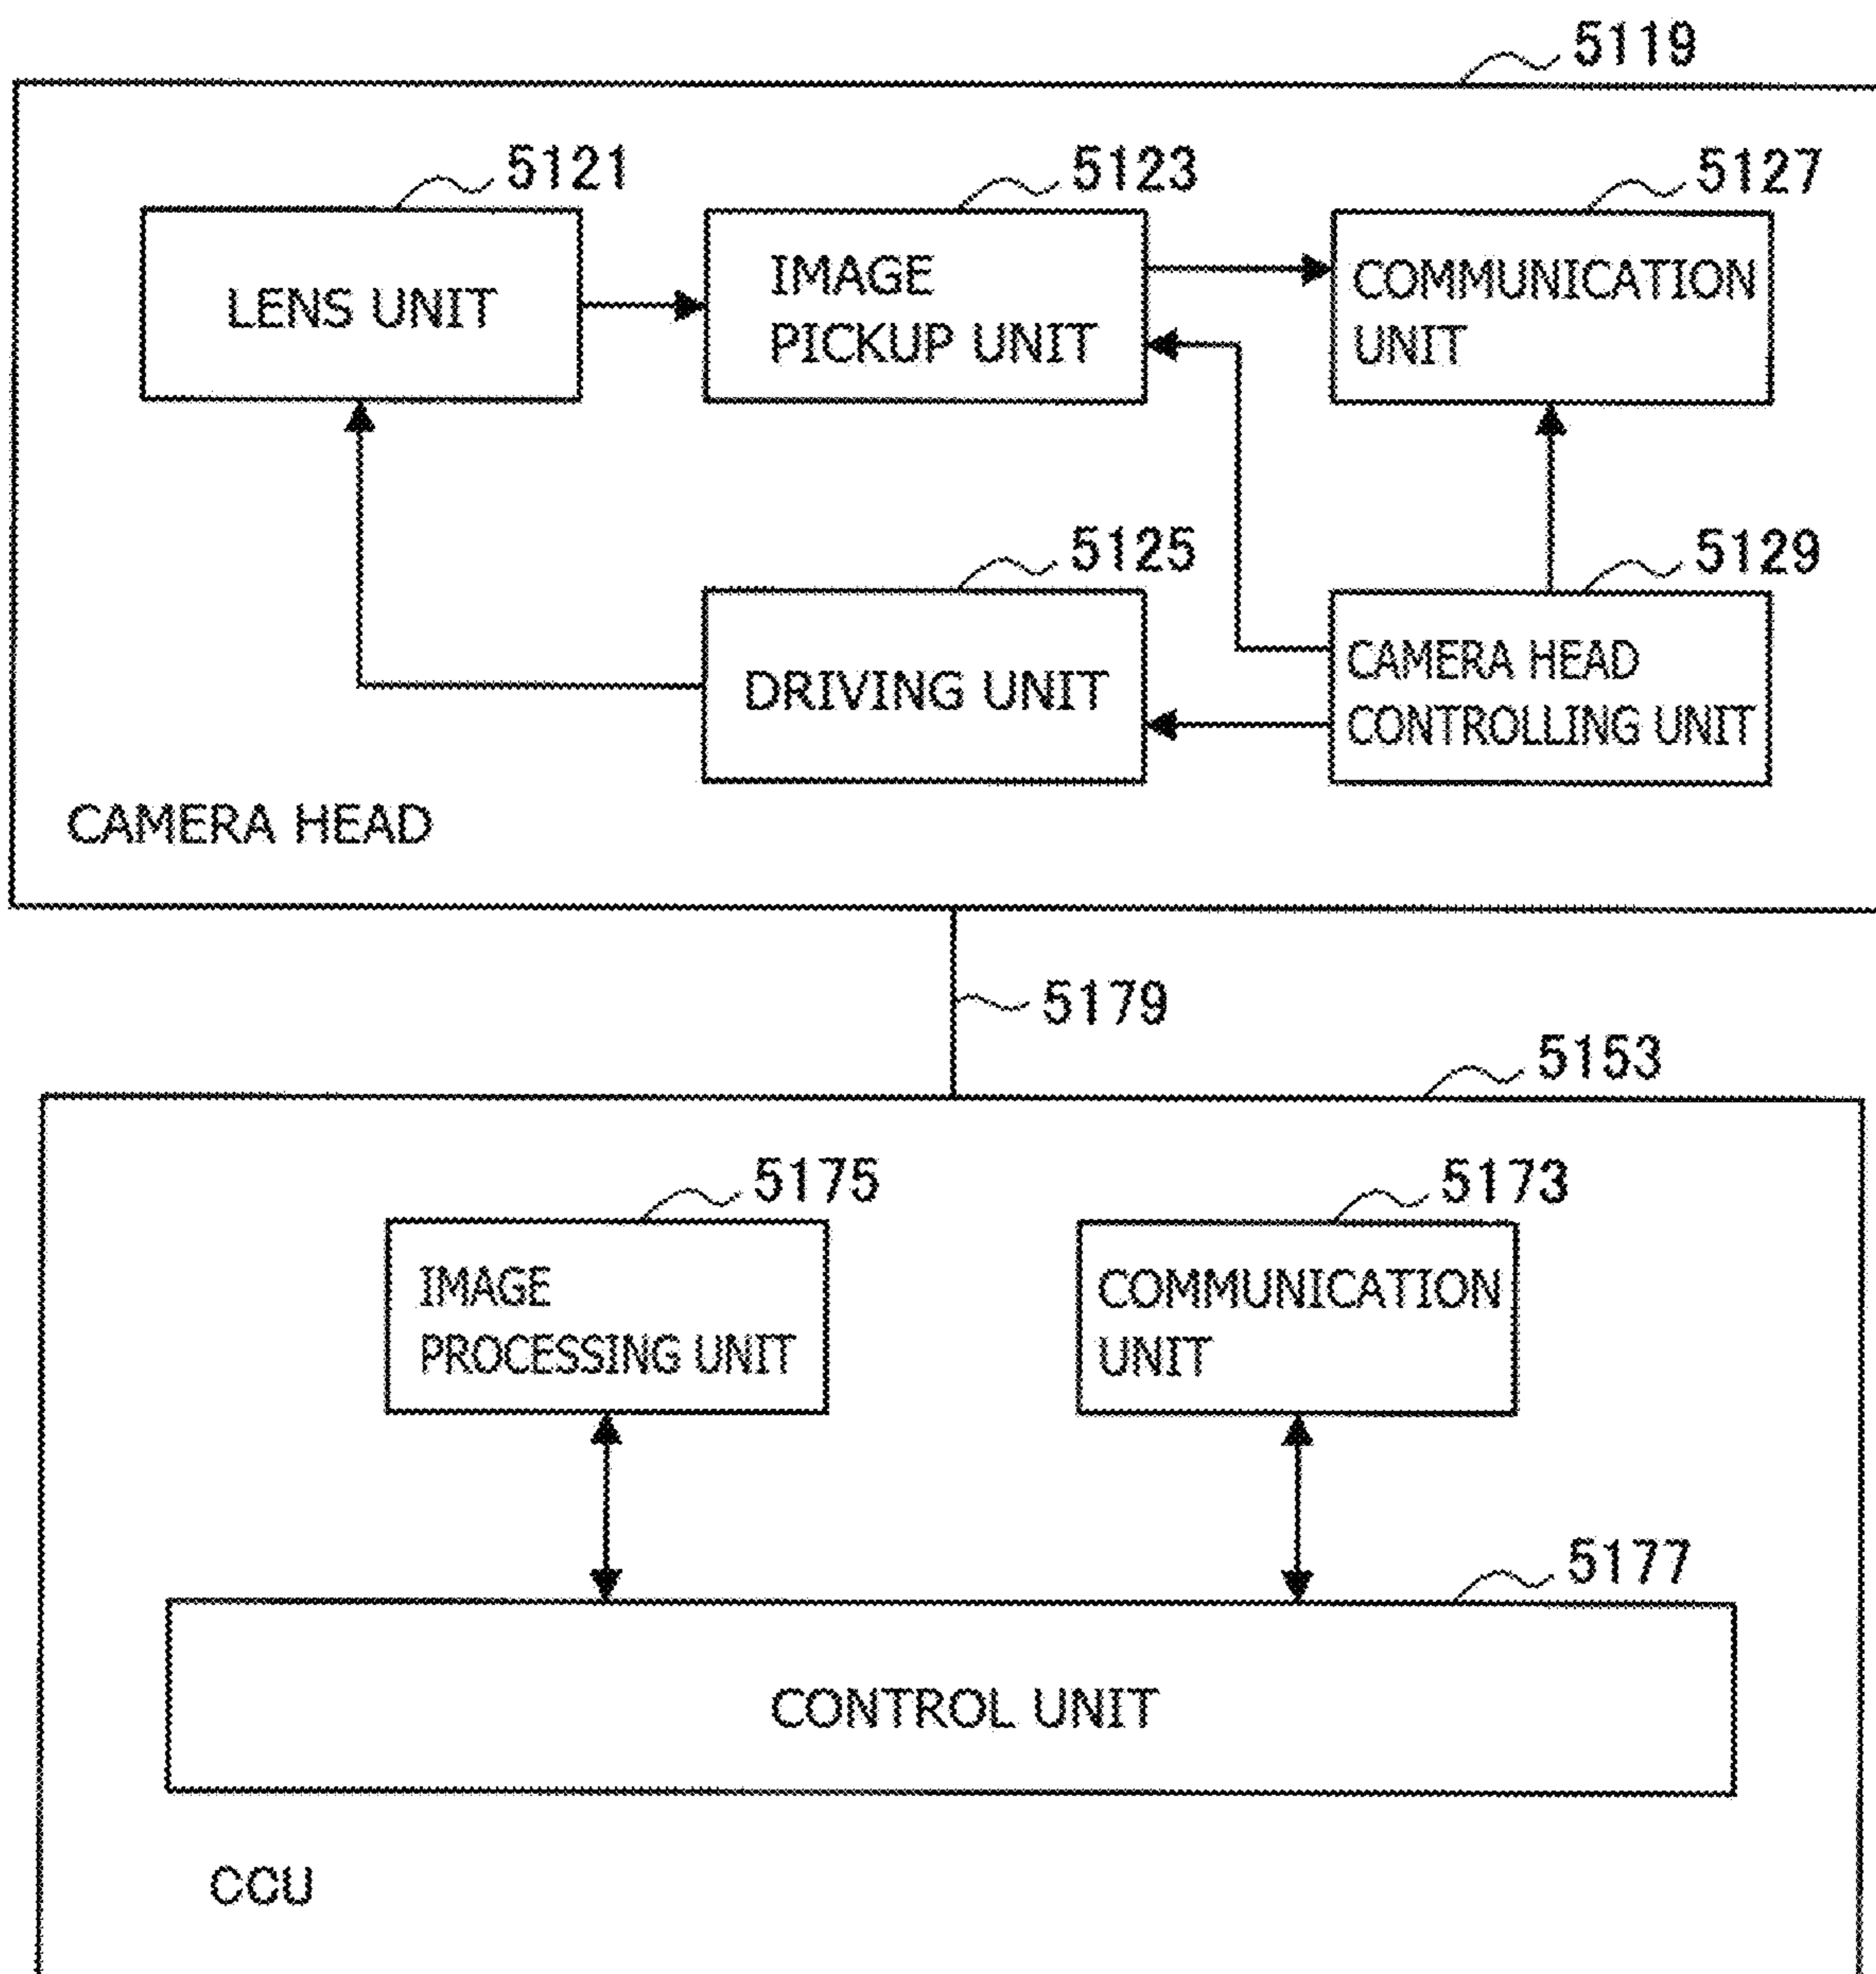 5119
5121
5123
5127
LENS UNIT
IMAGE
PICKUP UNIT
COMMUNICATION
UNIT
5125
5129
DRIVING UNIT
CAMERA HEAD
CONTROLLING UNIT
CAMERA HEAD
5179
5153
5175
5173
IMAGE
PROCESSING UNIT
COMMUNICATION
UNIT
5177
CONTROL UNIT
CCU